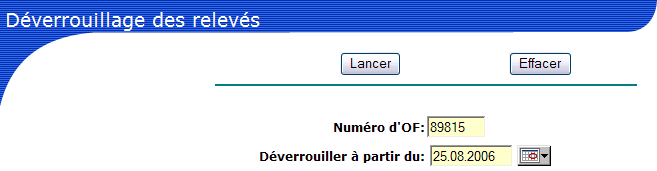 Déverrouillage des relevés
Lancer Effacer
Numéro d'OF: 89815
Déverrouiller à partir du: 25.08.2006